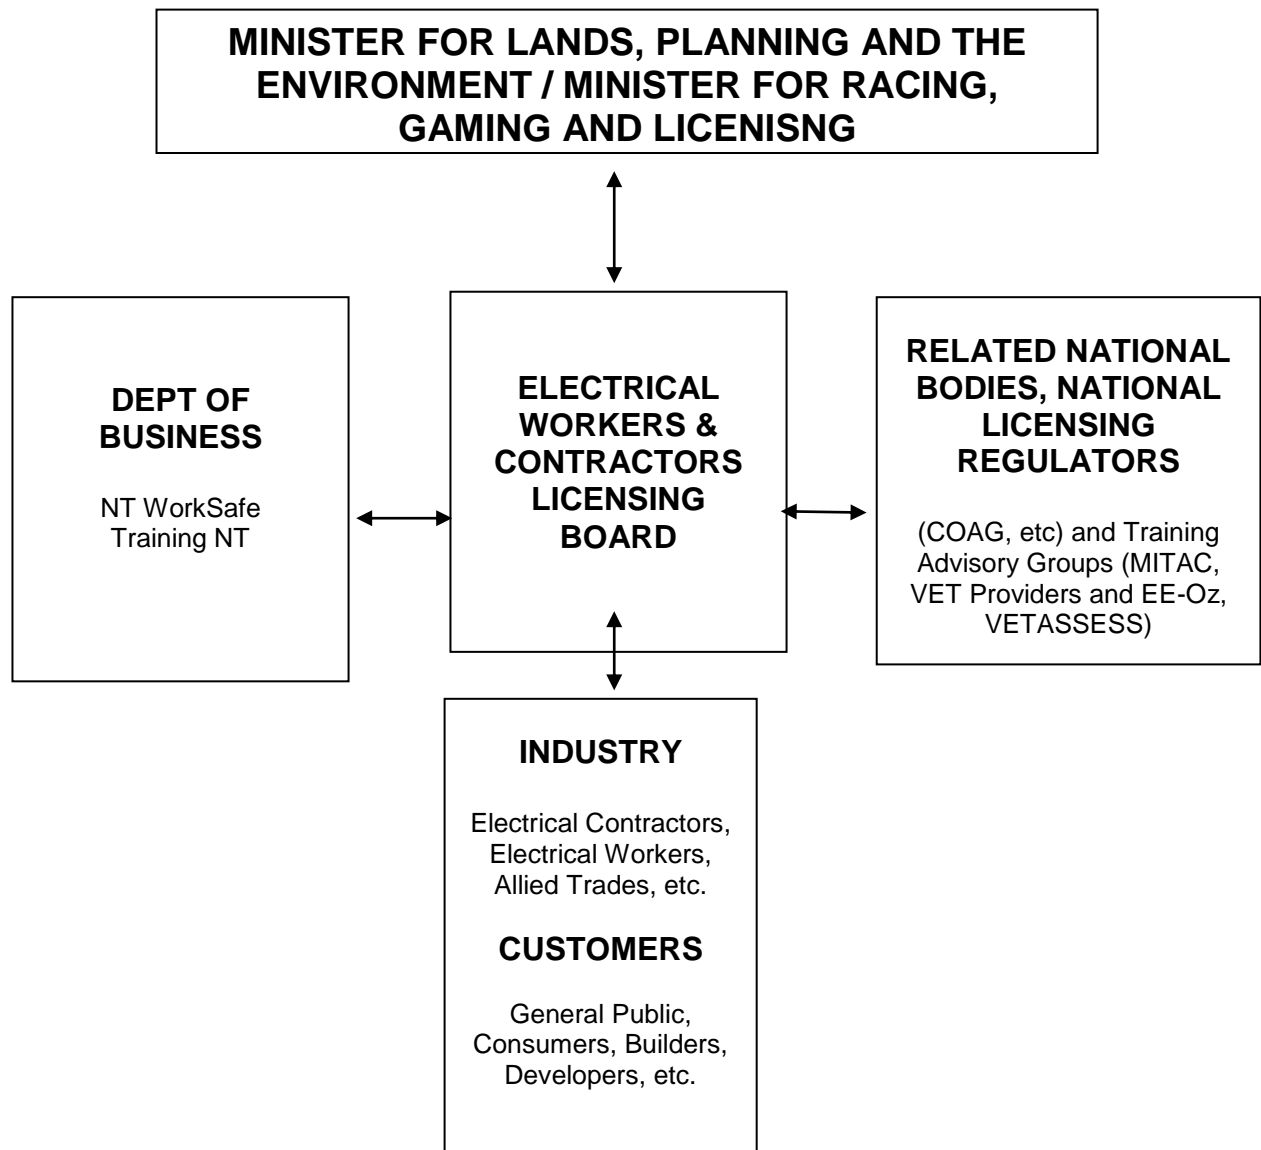 MINISTER FOR LANDS, PLANNING AND THE
ENVIRONMENT / MINISTER FOR RACING,
GAMING AND LICENISNG
DEPT OF
BUSINESS
NT WorkSafe
Training NT
ELECTRICAL
WORKERS &
CONTRACTORS
LICENSING
BOARD
RELATED NATIONAL
BODIES, NATIONAL
LICENSING
REGULATORS
(COAG, etc) and Training
Advisory Groups (MITAC,
VET Providers and EE-Oz,
VETASSESS)
INDUSTRY
Electrical Contractors,
Electrical Workers,
Allied Trades, etc.
CUSTOMERS
General Public,
Consumers, Builders,
Developers, etc.